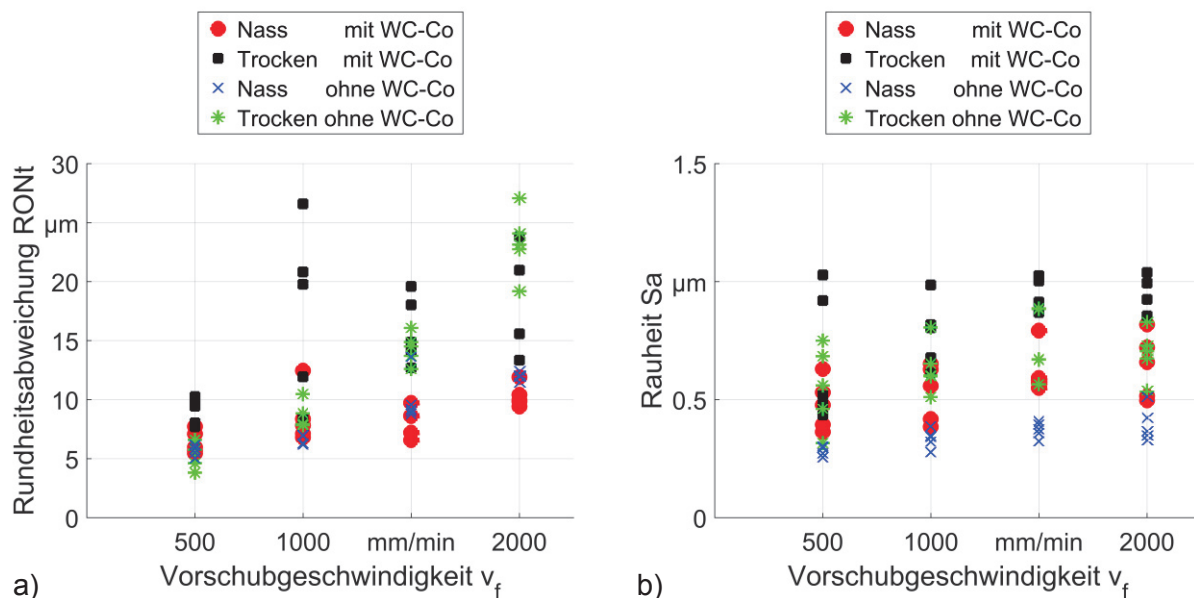 Nass mit WC-Co
Trocken mit WC-Co
Nass ohne WC-Co
Trocken ohne WC-Co
30
µm
20
15
10
5
0
Rundheitsabweichung RONt
500 1000 mm/min 2000
Vorschubgeschwindigkeit v_f
a)
Nass mit WC-Co
Trocken mit WC-Co
Nass ohne WC-Co
Trocken ohne WC-Co
1.5
µm
0.5
0
Rauheit Sa
500 1000 mm/min 2000
Vorschubgeschwindigkeit v_f
b)